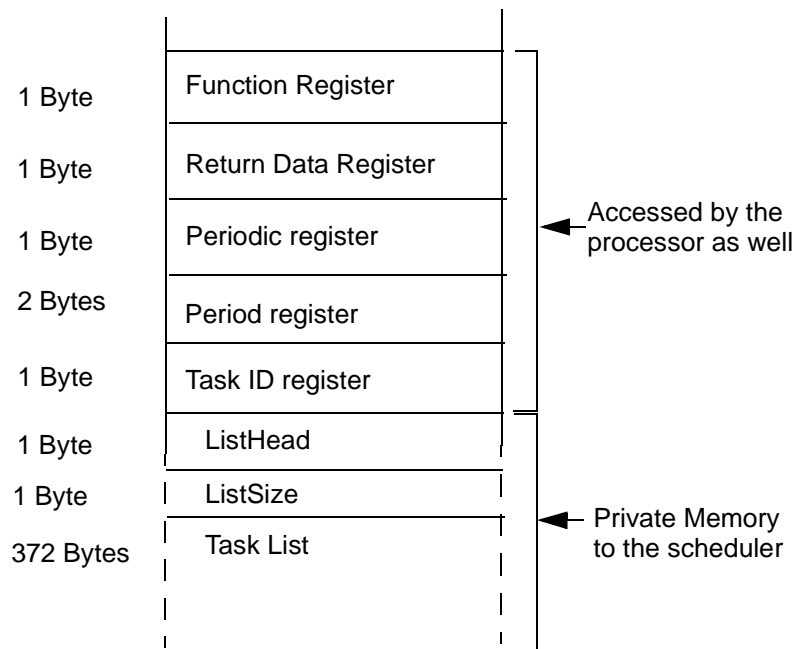 1 Byte Function Register
1 Byte Return Data Register
1 Byte Periodic register
2 Bytes Period register
1 Byte Task ID register
Accessed by the
processor as well
1 Byte ListHead
1 Byte ListSize
372 Bytes Task List
Private Memory
to the scheduler